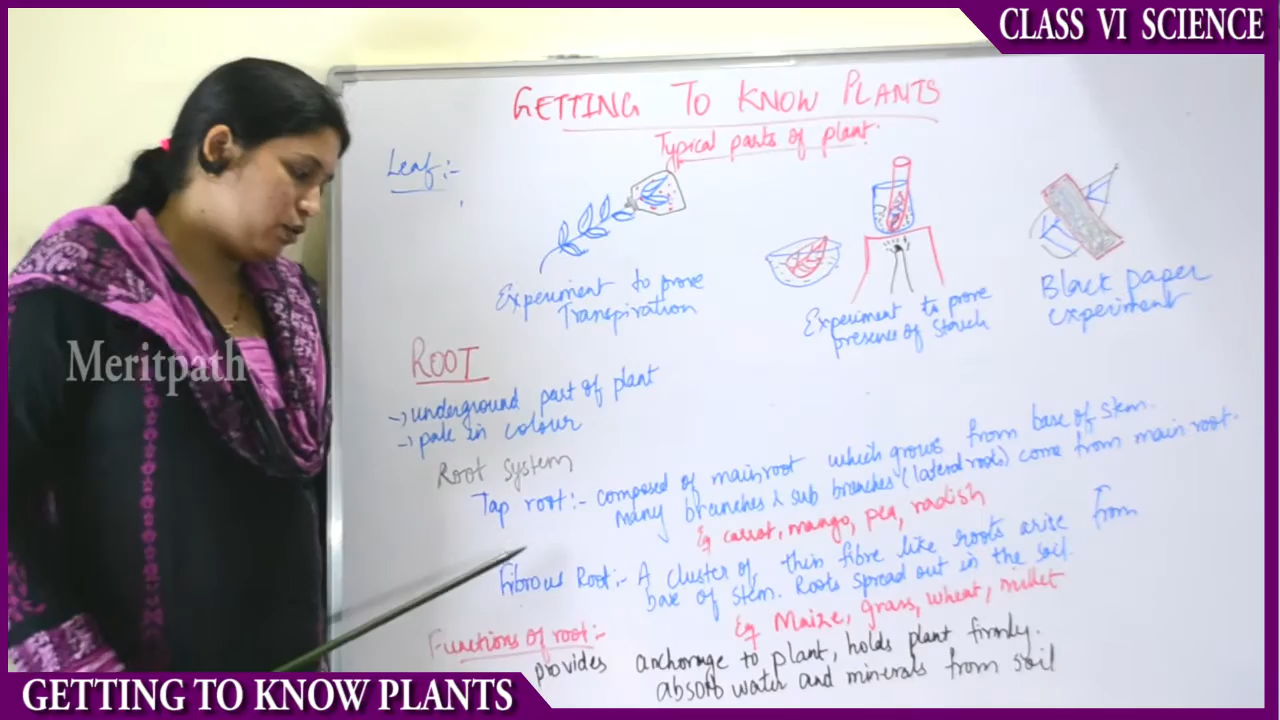 CLASS VI SCIENCE
GETTING TO KNOW PLANTS
Typical parts of plant.
Leaf:-
Experiment to prove
Transpiration
Experiment to prove
presence of starch
Black paper
experiment
Meritpath
ROOT
-> underground part of plant
-> pale in colour
Root system
Tap root:- composed of main root which grows from base of stem.
many branches & sub branches (lateral roots) come from main root.
Eg carrot, mango, pea, radish
Fibrous Root:- A cluster of thin fibre like roots arise from
base of stem. Roots spread out in the soil.
Eg Maize, grass, wheat, millet
Functions of root:-
provides anchorage to plant, holds plant firmly.
absorb water and minerals from soil
GETTING TO KNOW PLANTS